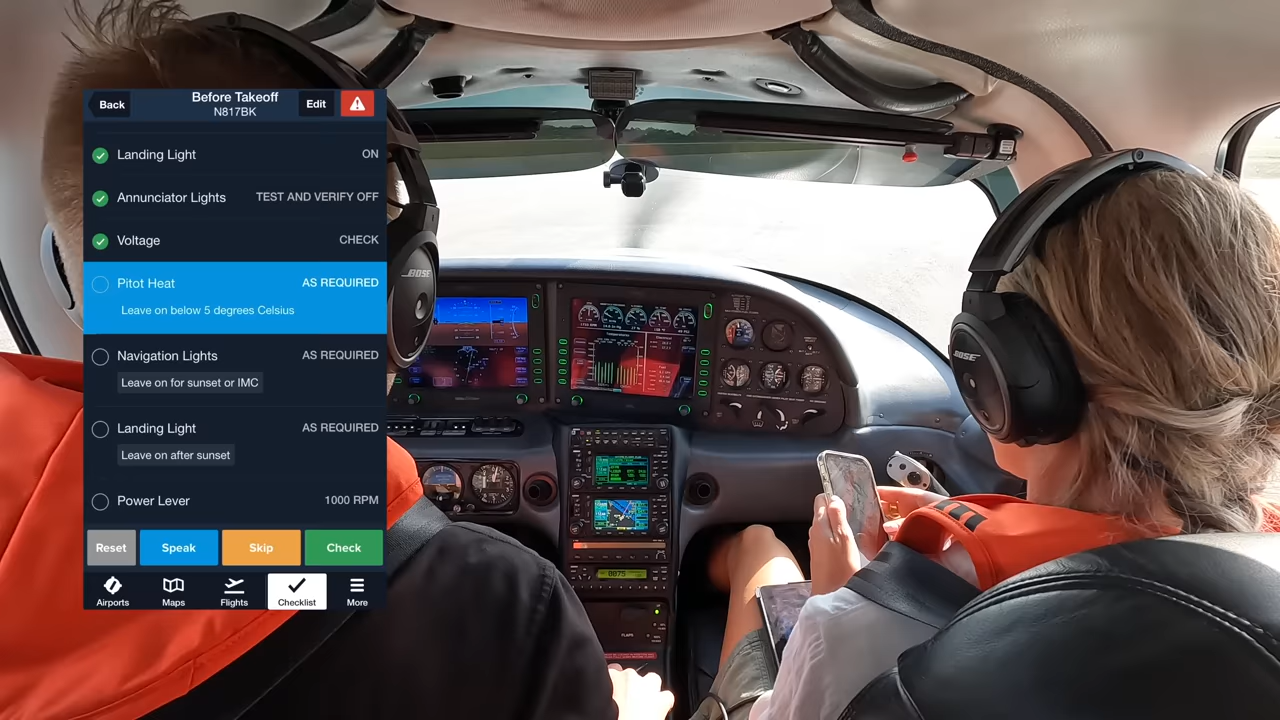 Back
Before Takeoff
N817BK
Edit
Landing Light ON
Annunciator Lights TEST AND VERIFY OFF
Voltage CHECK
Pitot Heat AS REQUIRED
Leave on below 5 degrees Celsius
Navigation Lights AS REQUIRED
Leave on for sunset or IMC
Landing Light AS REQUIRED
Leave on after sunset
Power Lever 1000 RPM
Reset Speak Skip Check
Airports Maps Flights Checklist More
BOSE
BOSE
FLAPS